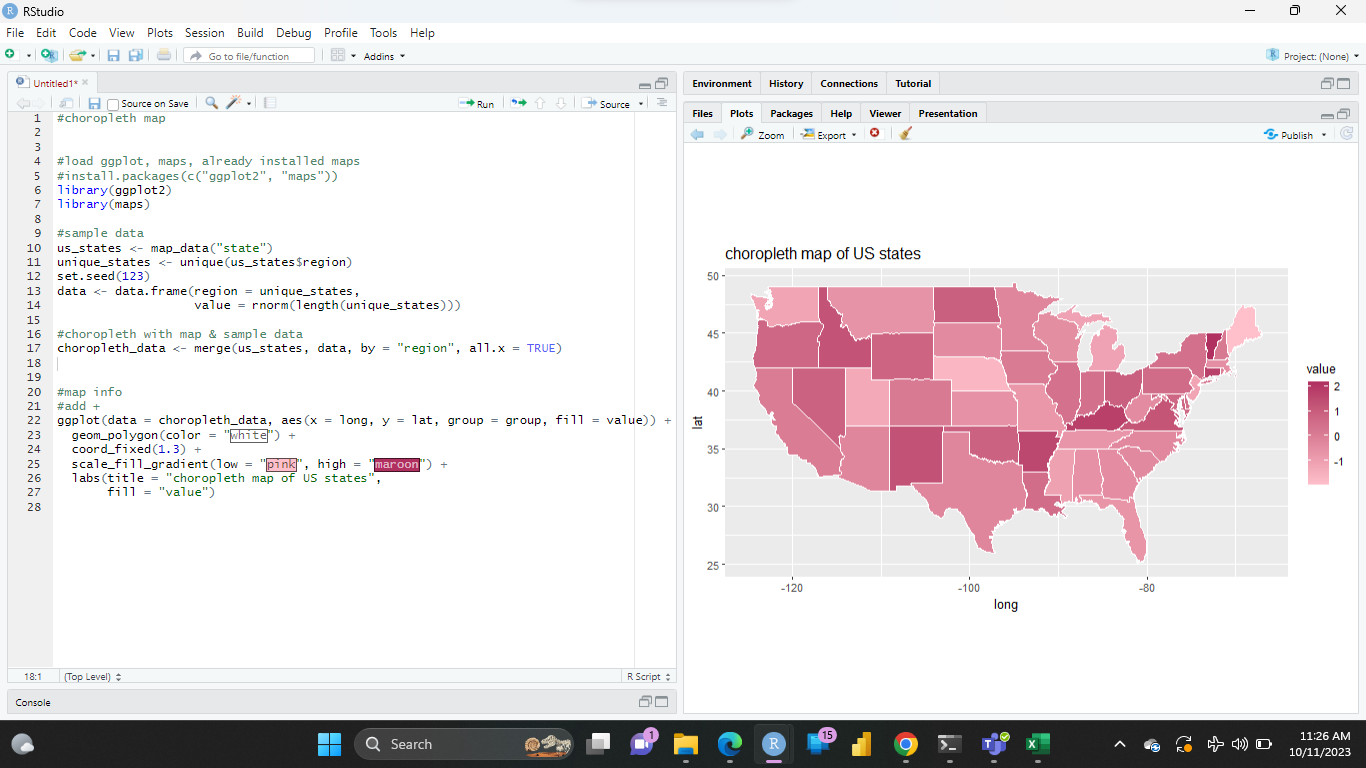 RStudio
File Edit Code View Plots Session Build Debug Profile Tools Help
Go to file/function Addins Project: (None)
Untitled1*
Source on Save Run Source
1 #choropleth map
2
3
4 #load ggplot, maps, already installed maps
5 #install.packages(c("ggplot2", "maps"))
6 library(ggplot2)
7 library(maps)
8
9 #sample data
10 us_states <- map_data("state")
11 unique_states <- unique(us_states$region)
12 set.seed(123)
13 data <- data.frame(region = unique_states,
14 value = rnorm(length(unique_states)))
15
16 #choropleth with map & sample data
17 choropleth_data <- merge(us_states, data, by = "region", all.x = TRUE)
18
19
20 #map info
21 #add +
22 ggplot(data = choropleth_data, aes(x = long, y = lat, group = group, fill = value)) +
23 geom_polygon(color = "white") +
24 coord_fixed(1.3) +
25 scale_fill_gradient(low = "pink", high = "maroon") +
26 labs(title = "choropleth map of US states",
27 fill = "value")
28
18:1 (Top Level) R Script
Console
Environment History Connections Tutorial
Files Plots Packages Help Viewer Presentation
Zoom Export Publish
choropleth map of US states
50
45
40
35
30
25
lat
-120 -100 -80
long
value
2
1
0
-1
Search
1
15
11:26 AM
10/11/2023